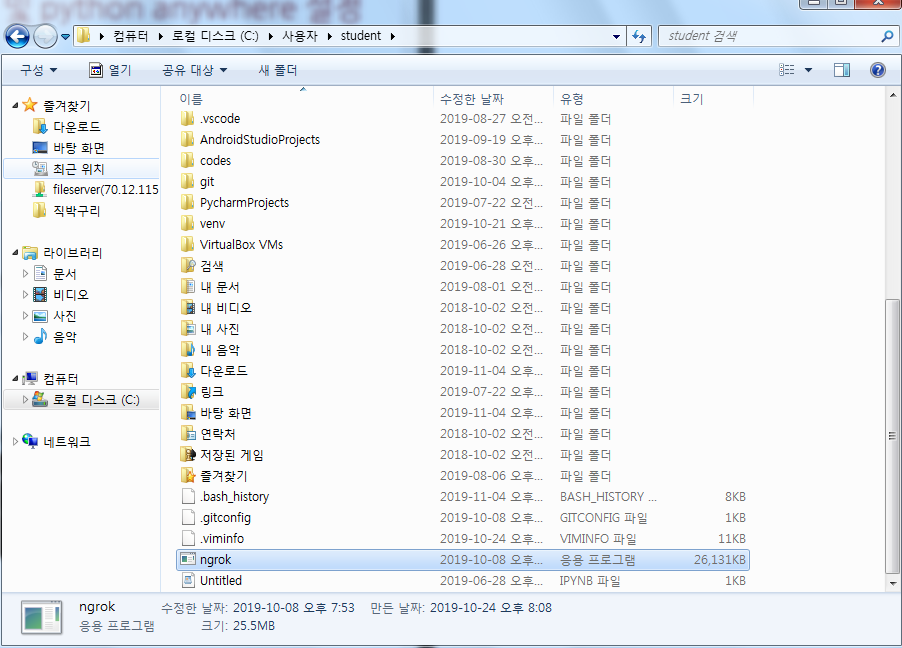 및 python anywhere 설정
컴퓨터 ▸ 로컬 디스크 (C:) ▸ 사용자 ▸ student ▸
student 검색
구성 열기 공유 대상 새 폴더
즐겨찾기
다운로드
바탕 화면
최근 위치
fileserver(70.12.115
직박구리
라이브러리
문서
비디오
사진
음악
컴퓨터
로컬 디스크 (C:)
네트워크
이름 수정한 날짜 유형 크기
.vscode 2019-08-27 오전... 파일 폴더
AndroidStudioProjects 2019-09-19 오후... 파일 폴더
codes 2019-08-30 오후... 파일 폴더
git 2019-10-04 오후... 파일 폴더
PycharmProjects 2019-07-22 오후... 파일 폴더
venv 2019-10-21 오후... 파일 폴더
VirtualBox VMs 2019-06-26 오후... 파일 폴더
검색 2019-06-28 오전... 파일 폴더
내 문서 2019-08-01 오전... 파일 폴더
내 비디오 2018-10-02 오전... 파일 폴더
내 사진 2018-10-02 오전... 파일 폴더
내 음악 2018-10-02 오전... 파일 폴더
다운로드 2019-11-04 오후... 파일 폴더
링크 2019-07-22 오후... 파일 폴더
바탕 화면 2019-11-04 오후... 파일 폴더
연락처 2018-10-02 오전... 파일 폴더
저장된 게임 2018-10-02 오전... 파일 폴더
즐겨찾기 2019-08-06 오후... 파일 폴더
.bash_history 2019-11-04 오후... BASH_HISTORY ... 8KB
.gitconfig 2019-10-08 오후... GITCONFIG 파일 1KB
.viminfo 2019-10-24 오후... VIMINFO 파일 11KB
ngrok 2019-10-08 오후... 응용 프로그램 26,131KB
Untitled 2019-06-28 오후... IPYNB 파일 1KB
ngrok 수정한 날짜: 2019-10-08 오후 7:53 만든 날짜: 2019-10-24 오후 8:08
응용 프로그램 크기: 25.5MB